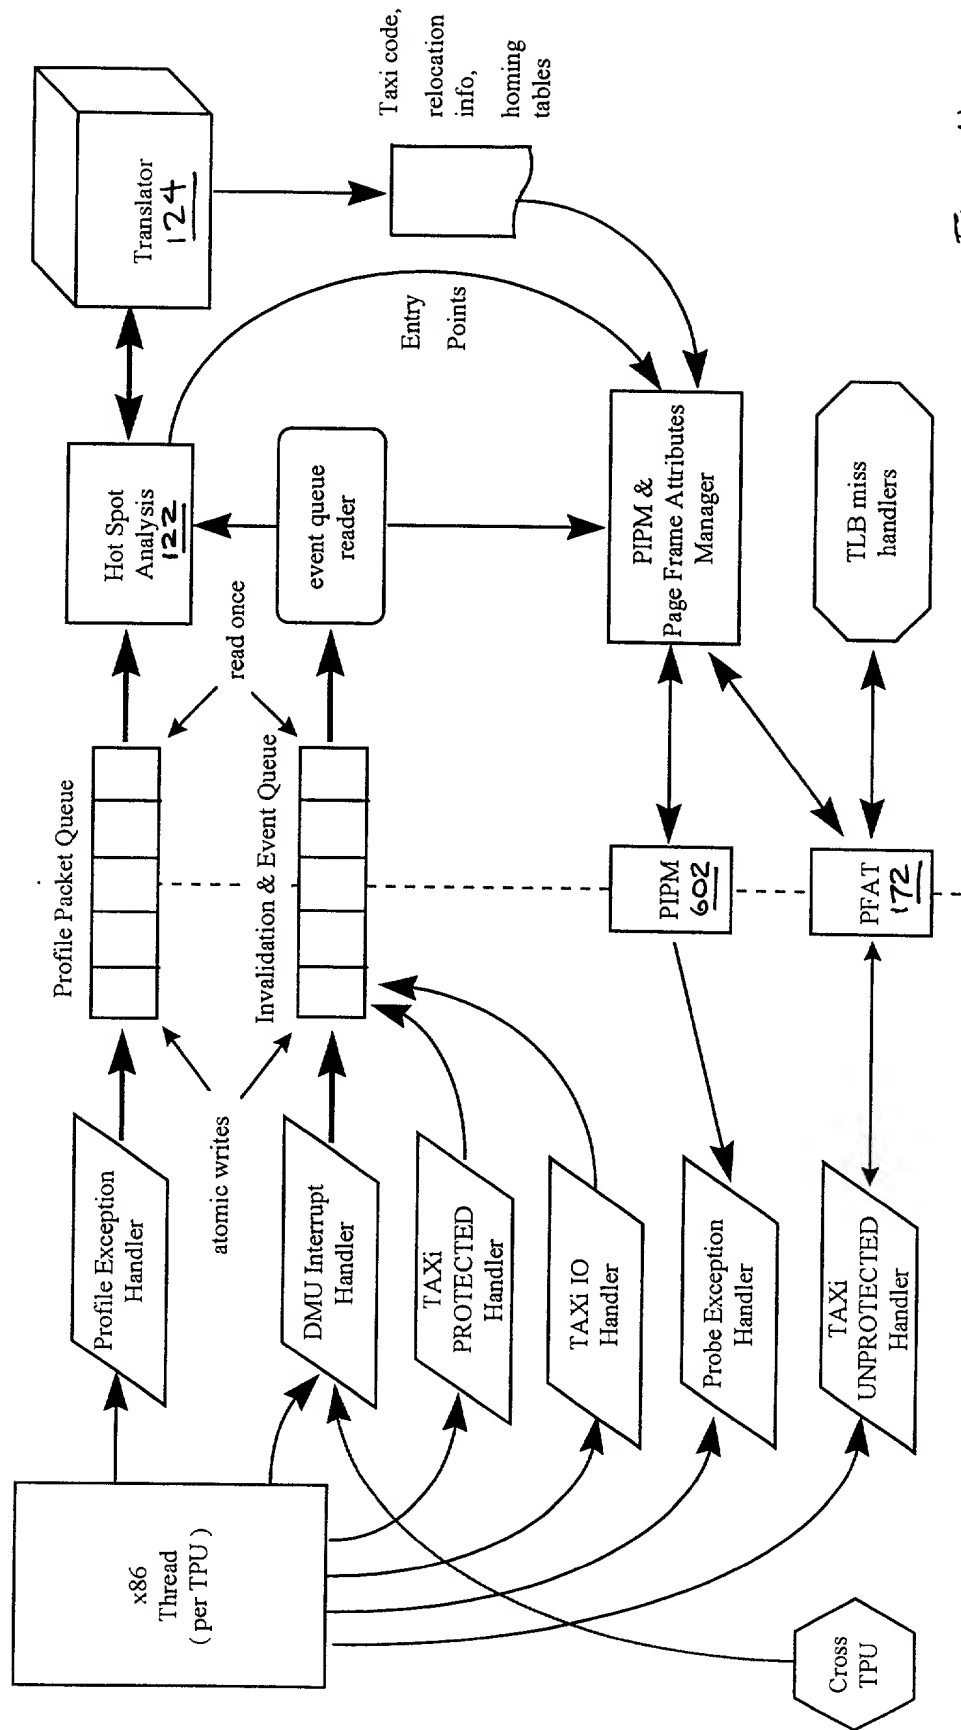 x86
Thread
( per TPU )
Cross
TPU
Profile Exception
Handler
DMU Interrupt
Handler
TAXi
PROTECTED
Handler
TAXi IO
Handler
Probe Exception
Handler
TAXi
UNPROTECTED
Handler
atomic writes
Profile Packet Queue
Invalidation & Event Queue
read once
PIPM
602
PFAT
172
Hot Spot
Analysis
122
event queue
reader
PIPM &
Page Frame Attributes
Manager
TLB miss
handlers
Entry
Points
Translator
124
Taxi code,
relocation
info,
homing
tables